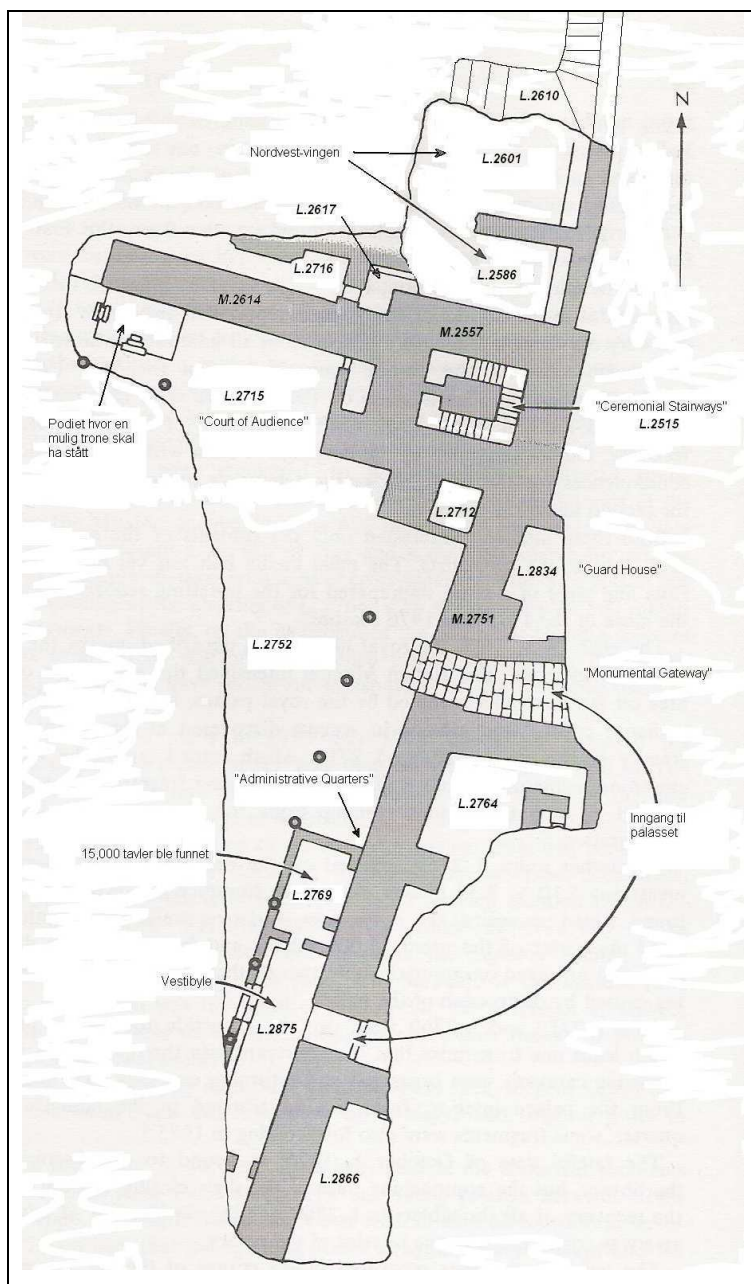 L.2610
N
Nordvest-vingen
L.2601
L.2617
L.2716
L.2586
M.2614
M.2557
L.2715
"Court of Audience"
"Ceremonial Stairways"
L.2515
Podiet hvor en
mulig trone skal
ha stått
L.2712
L.2834
"Guard House"
M.2751
L.2752
"Monumental Gateway"
"Administrative Quarters"
L.2764
Inngang til
palasset
15,000 tavler ble funnet
L.2769
Vestibyle
L.2875
L.2866